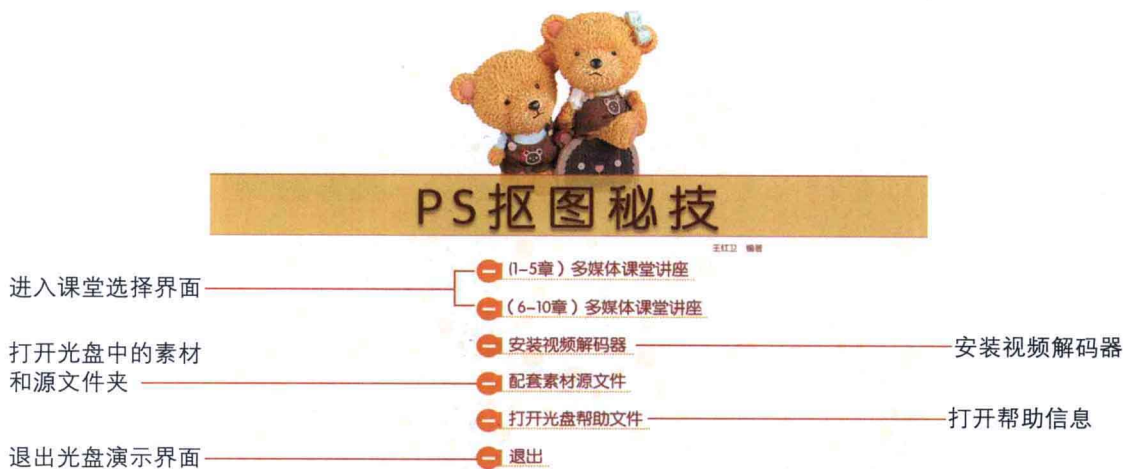 PS抠图秘技
王红卫 编著
进入课堂选择界面
(1-5章）多媒体课堂讲座
（6-10章）多媒体课堂讲座
打开光盘中的素材
和源文件夹
安装视频解码器
安装视频解码器
配套素材源文件
打开光盘帮助文件
打开帮助信息
退出光盘演示界面
退出